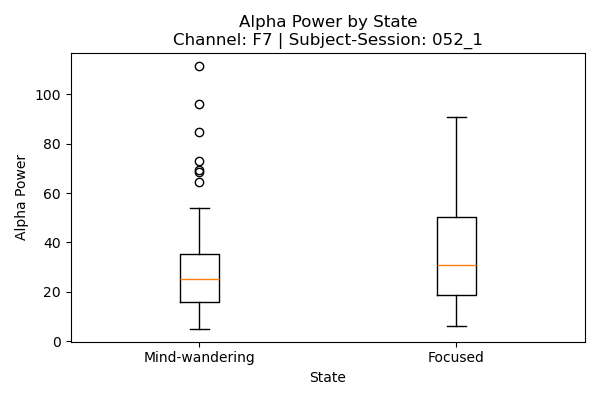 Alpha Power by State
Channel: F7 | Subject-Session: 052_1
Alpha Power
100
80
60
40
20
0
Mind-wandering Focused
State